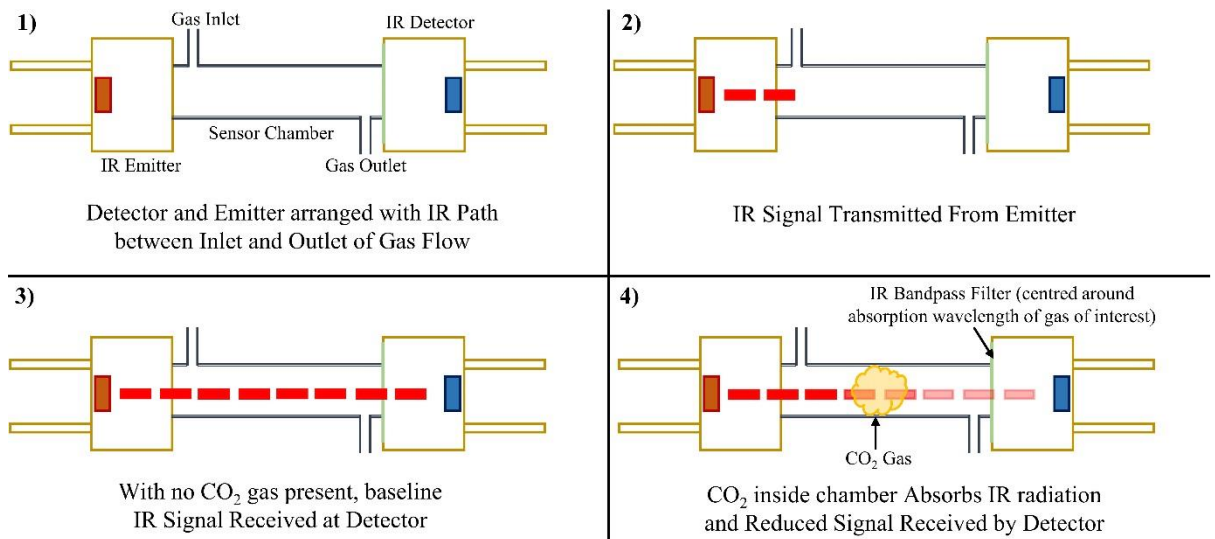 1)
Gas Inlet
IR Detector
Sensor Chamber
IR Emitter
Gas Outlet
Detector and Emitter arranged with IR Path
between Inlet and Outlet of Gas Flow
2)
IR Signal Transmitted From Emitter
3)
With no CO₂ gas present, baseline
IR Signal Received at Detector
4)
IR Bandpass Filter (centred around
absorption wavelength of gas of interest)
CO₂ Gas
CO₂ inside chamber Absorbs IR radiation
and Reduced Signal Received by Detector